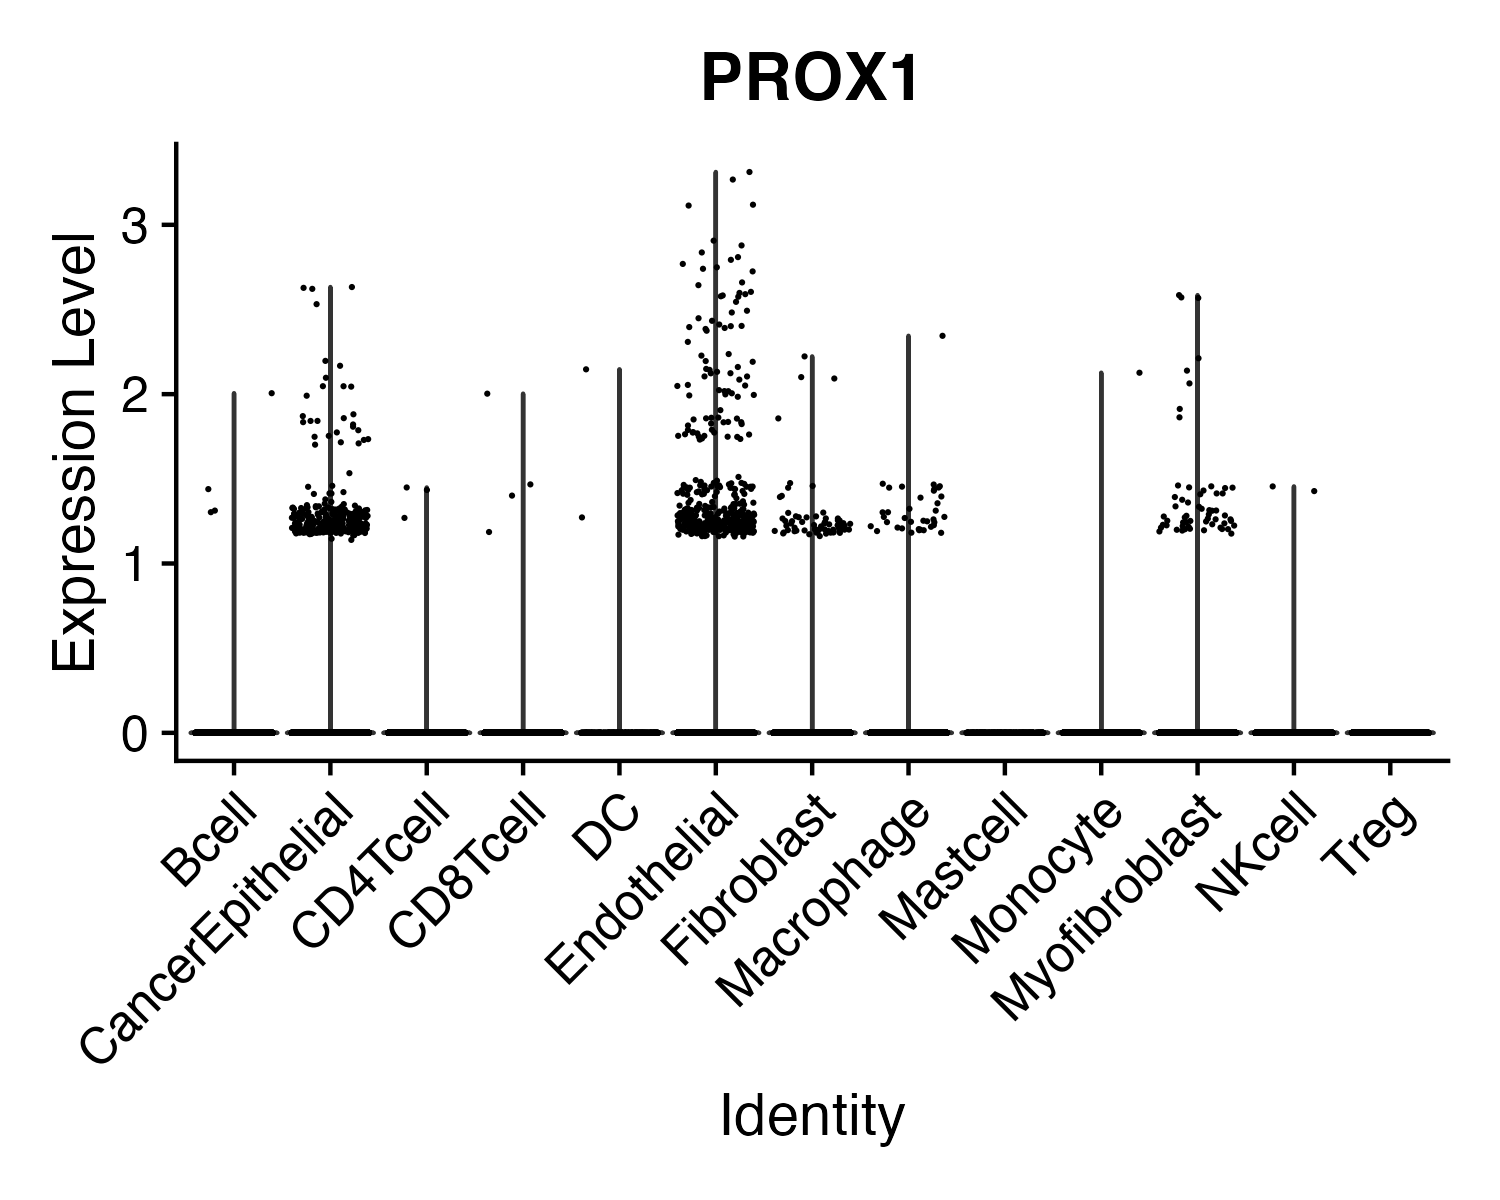 PROX1
Expression Level
3
2
1
0
Bcell
CancerEpithelial
CD4Tcell
CD8Tcell
DC
Endothelial
Fibroblast
Macrophage
Mastcell
Monocyte
Myofibroblast
NKcell
Treg
Identity